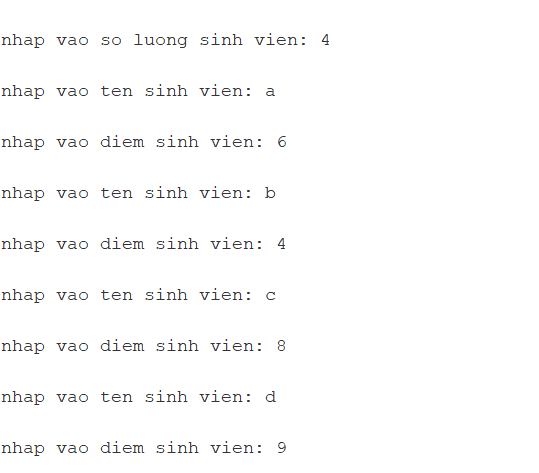 nhap vao so luong sinh vien: 4
nhap vao ten sinh vien: a
nhap vao diem sinh vien: 6
nhap vao ten sinh vien: b
nhap vao diem sinh vien: 4
nhap vao ten sinh vien: c
nhap vao diem sinh vien: 8
nhap vao ten sinh vien: d
nhap vao diem sinh vien: 9